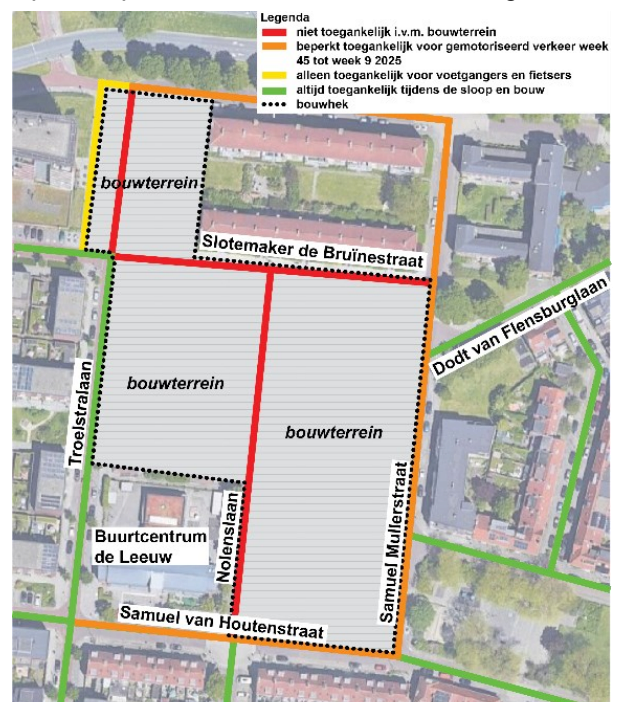 Legenda
niet toegankelijk i.v.m. bouwterrein
beperkt toegankelijk voor gemotoriseerd verkeer week
45 tot week 9 2025
alleen toegankelijk voor voetgangers en fietsers
altijd toegankelijk tijdens de sloop en bouw
bouwhek
bouwterrein
Slotemaker de Bruïnestraat
Dodt van Flensburglaan
Troelstralaan
bouwterrein
bouwterrein
Nolenslaan
Samuel Mullerstraat
Buurtcentrum
de Leeuw
Samuel van Houtenstraat